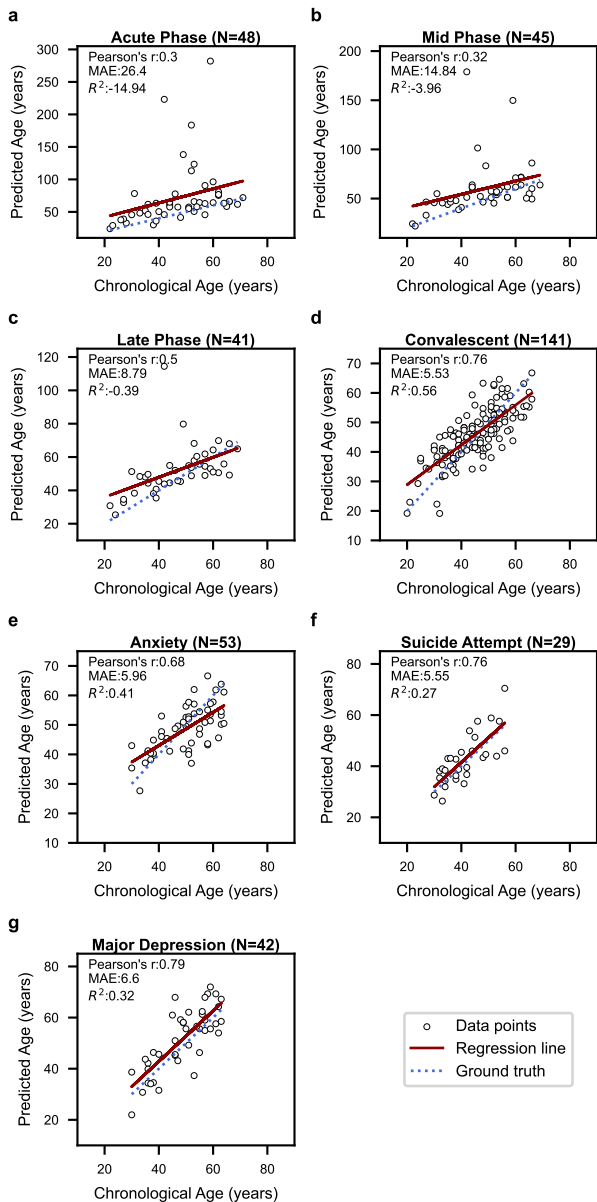 a
Acute Phase (N=48)
Pearson's r:0.3
MAE:26.4
R²:-14.94
300
250
200
150
100
50
Predicted Age (years)
20 40 60 80
Chronological Age (years)
b
Mid Phase (N=45)
Pearson's r:0.32
MAE:14.84
R²:-3.96
200
150
100
50
Predicted Age (years)
20 40 60 80
Chronological Age (years)
c
Late Phase (N=41)
Pearson's r:0.5
MAE:8.79
R²:-0.39
120
100
80
60
40
20
Predicted Age (years)
20 40 60 80
Chronological Age (years)
d
Convalescent (N=141)
Pearson's r:0.76
MAE:5.53
R²:0.56
70
60
50
40
30
20
10
Predicted Age (years)
20 40 60 80
Chronological Age (years)
e
Anxiety (N=53)
Pearson's r:0.68
MAE:5.96
R²:0.41
70
60
50
40
30
20
10
Predicted Age (years)
20 40 60 80
Chronological Age (years)
f
Suicide Attempt (N=29)
Pearson's r:0.76
MAE:5.55
R²:0.27
80
60
40
20
Predicted Age (years)
20 40 60 80
Chronological Age (years)
g
Major Depression (N=42)
Pearson's r:0.79
MAE:6.6
R²:0.32
80
60
40
20
Predicted Age (years)
20 40 60 80
Chronological Age (years)
Data points
Regression line
Ground truth